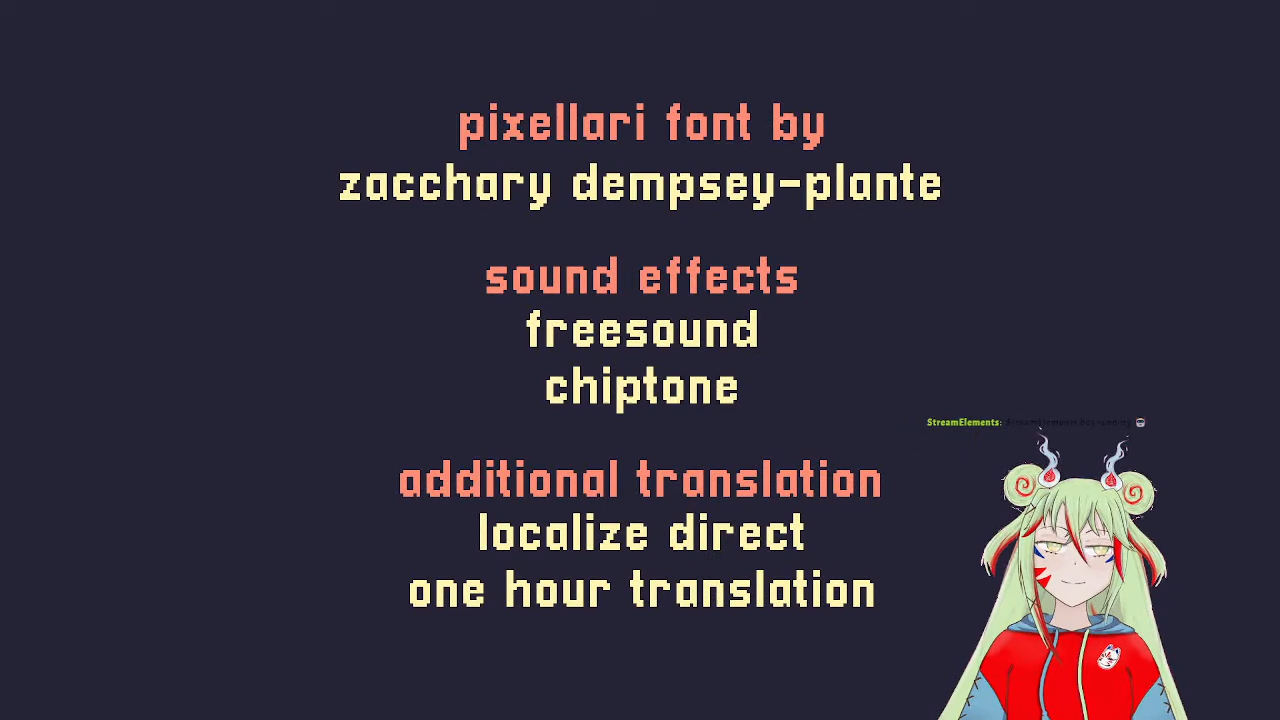 pixellari font by
zacchary dempsey-plante
sound effects
freesound
chiptone
StreamElements:
additional translation
localize direct
one hour translation